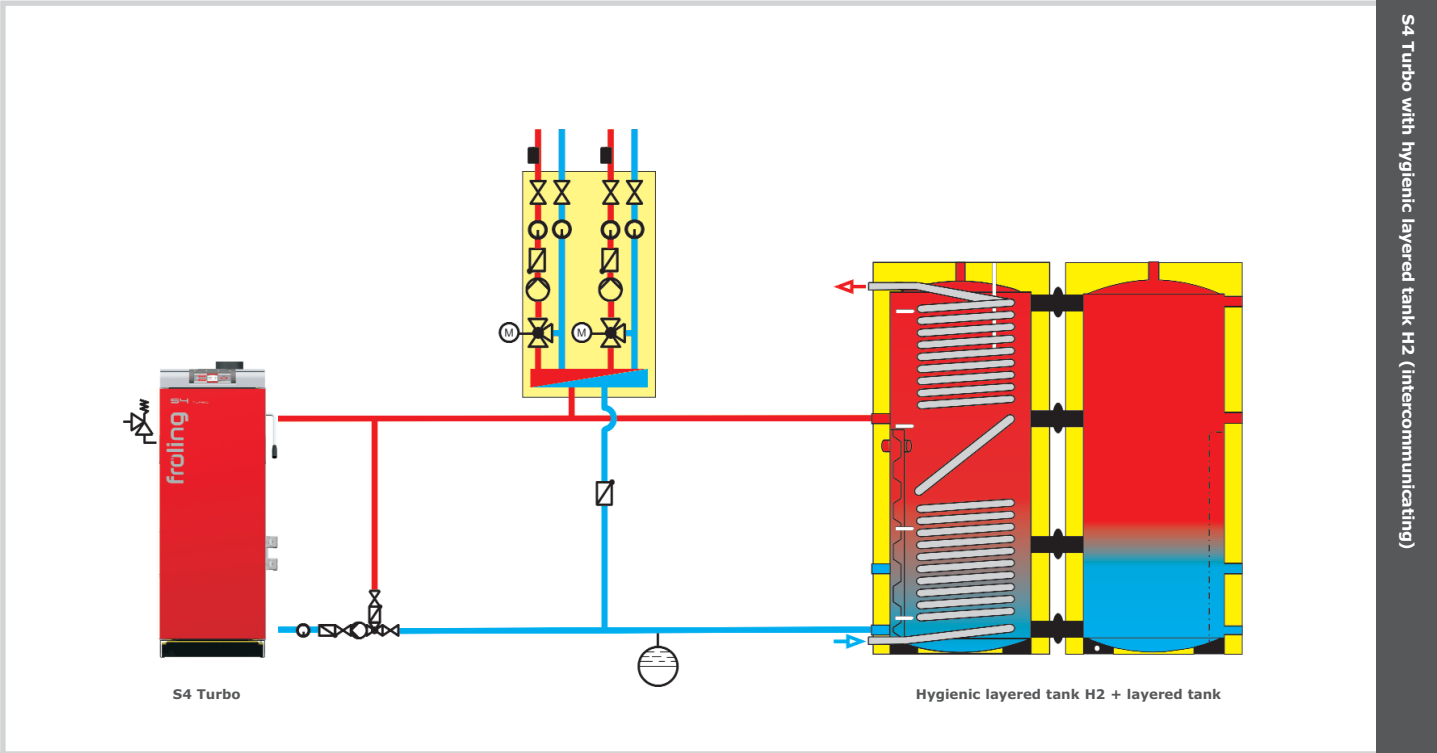 S4 Turbo with hygienic layered tank H2 (intercommunicating)
M
M
S4
froling
S4 Turbo
Hygienic layered tank H2 + layered tank